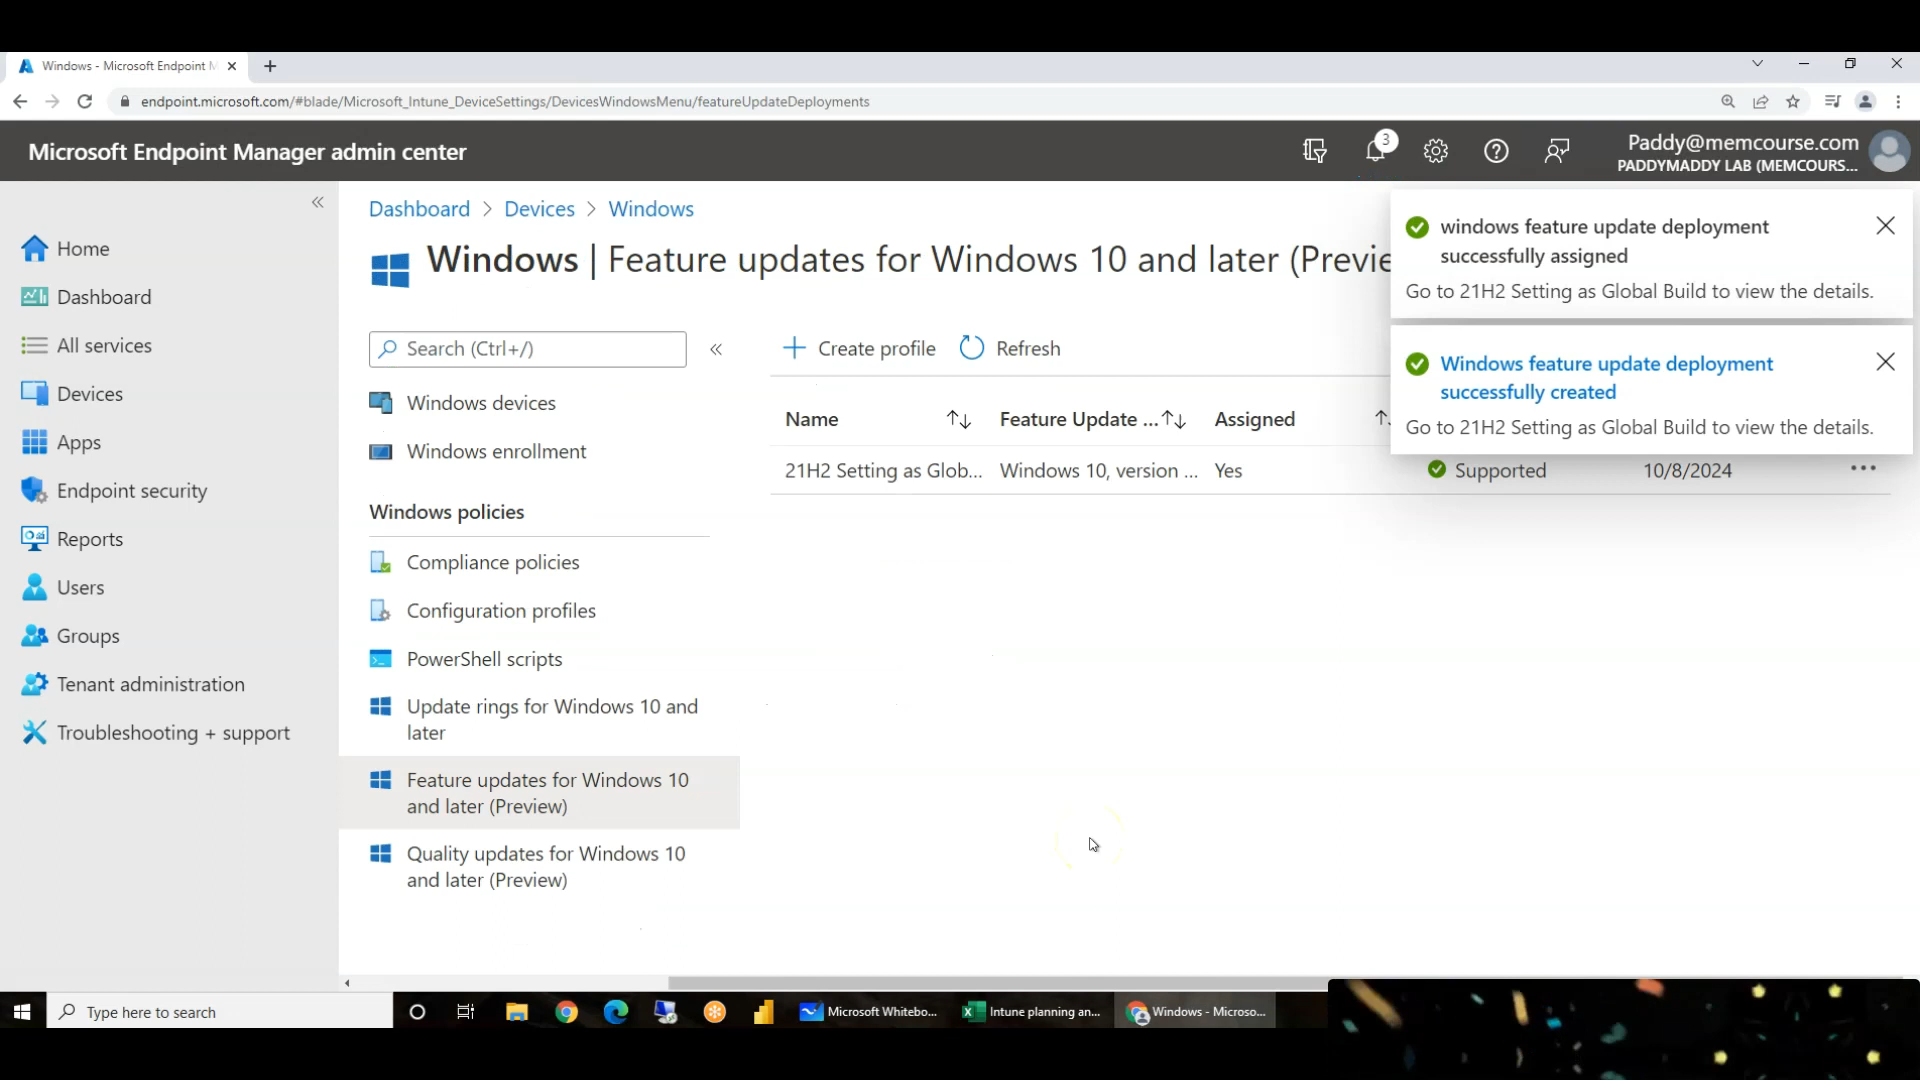 Windows - Microsoft Endpoint M
endpoint.microsoft.com/#blade/Microsoft_Intune_DeviceSettings/DevicesWindowsMenu/featureUpdateDeployments
Microsoft Endpoint Manager admin center
3
Paddy@memcourse.com
PADDYMADDY LAB (MEMCOURS...
Home
Dashboard
All services
Devices
Apps
Endpoint security
Reports
Users
Groups
Tenant administration
Troubleshooting + support
Dashboard > Devices > Windows
Windows | Feature updates for Windows 10 and later (Previe
Search (Ctrl+/)
Windows devices
Windows enrollment
Windows policies
Compliance policies
Configuration profiles
PowerShell scripts
Update rings for Windows 10 and
later
Feature updates for Windows 10
and later (Preview)
Quality updates for Windows 10
and later (Preview)
Create profile Refresh
Name Feature Update ... Assigned
21H2 Setting as Glob... Windows 10, version ... Yes Supported 10/8/2024
windows feature update deployment
successfully assigned
Go to 21H2 Setting as Global Build to view the details.
Windows feature update deployment
successfully created
Go to 21H2 Setting as Global Build to view the details.
Type here to search
Microsoft Whitebo...
Intune planning an...
Windows - Microso...